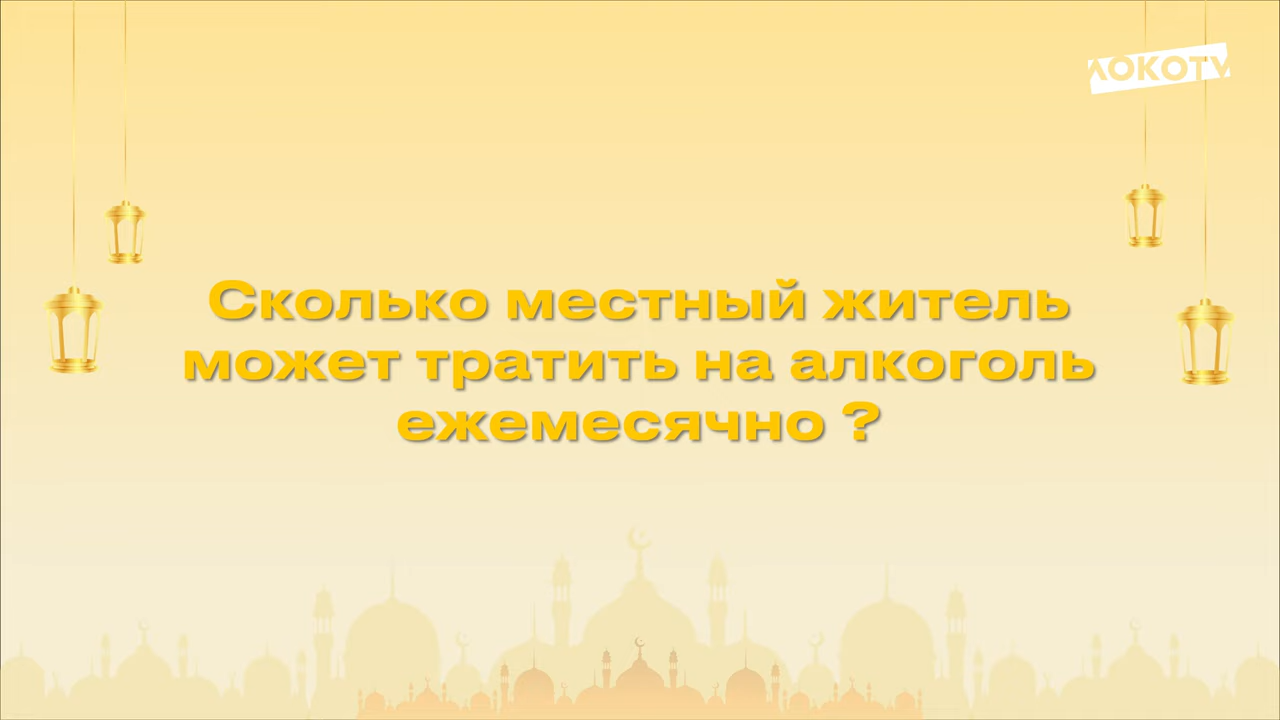 ЛОКОТV
Сколько местный житель
может тратить на алкоголь
ежемесячно ?